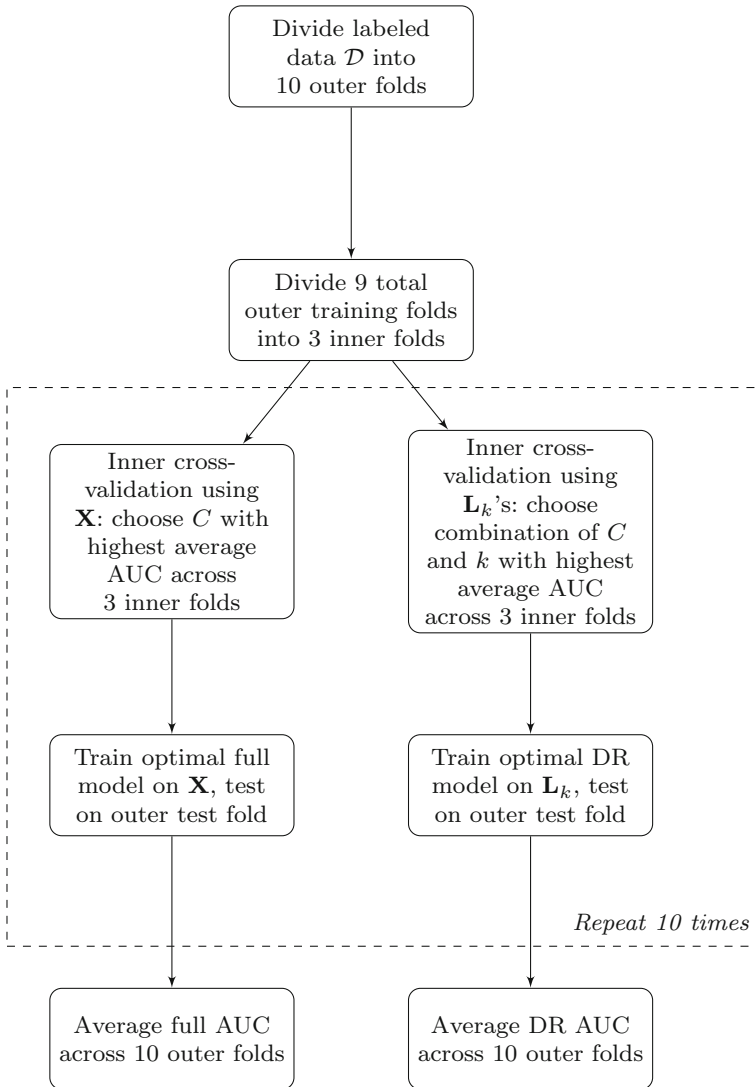 Divide labeled
data 𝒟 into
10 outer folds
Divide 9 total
outer training folds
into 3 inner folds
Inner cross-
validation using
X: choose C with
highest average
AUC across
3 inner folds
Inner cross-
validation using
Lₖ's: choose
combination of C
and k with highest
average AUC
across 3 inner folds
Train optimal full
model on X, test
on outer test fold
Train optimal DR
model on Lₖ, test
on outer test fold
Repeat 10 times
Average full AUC
across 10 outer folds
Average DR AUC
across 10 outer folds